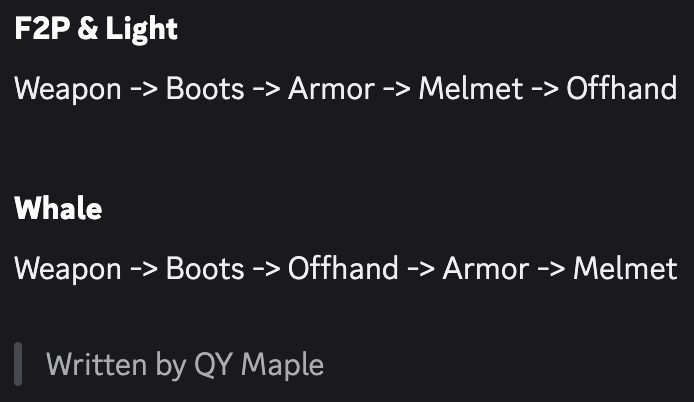 F2P & Light
Weapon -> Boots -> Armor -> Melmet -> Offhand
Whale
Weapon -> Boots -> Offhand -> Armor -> Melmet
Written by QY Maple